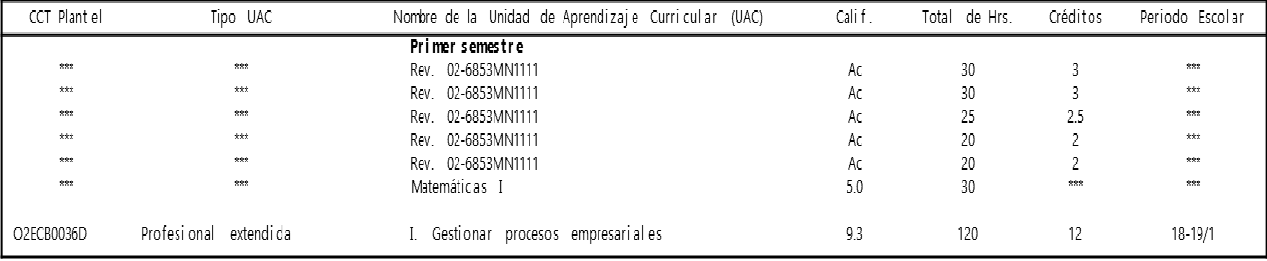 CCT Plantel Tipo UAC Nombre de la Unidad de Aprendizaje Curricular (UAC) Calif. Total de Hrs. Créditos Periodo Escolar
Primer semestre
*** *** Rev. 02-6853MN1111 Ac 30 3 ***
*** *** Rev. 02-6853MN1111 Ac 30 3 ***
*** *** Rev. 02-6853MN1111 Ac 25 2.5 ***
*** *** Rev. 02-6853MN1111 Ac 20 2 ***
*** *** Rev. 02-6853MN1111 Ac 20 2 ***
*** *** Matemáticas I 5.0 30 *** ***
O2ECB0036D Profesional extendida I. Gestionar procesos empresariales 9.3 120 12 18-19/1